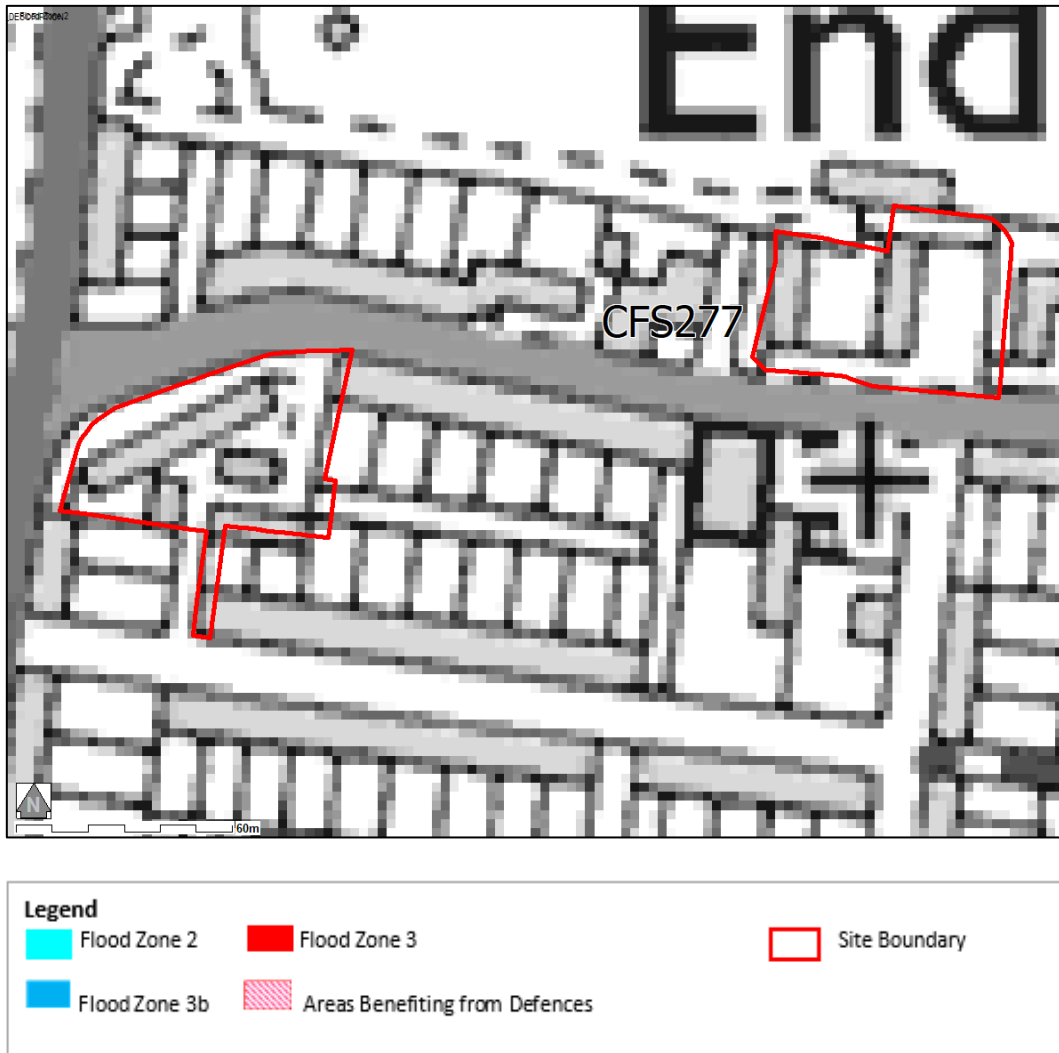 End
CFS277
N
60m
Legend
Flood Zone 2
Flood Zone 3
Site Boundary
Flood Zone 3b
Areas Benefiting from Defences